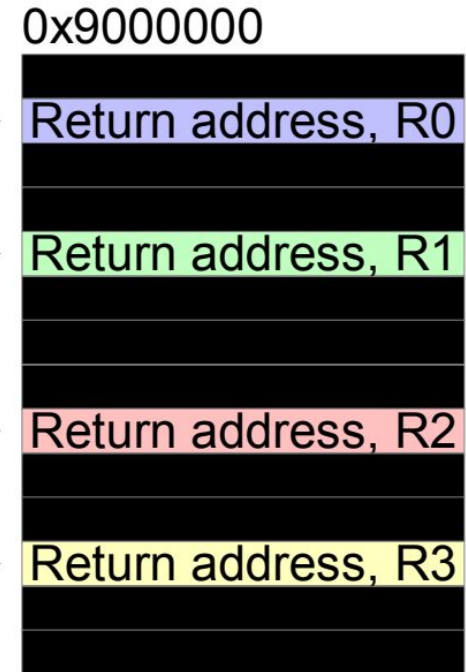 0x9000000
Return address, R0
Return address, R1
Return address, R2
Return address, R3